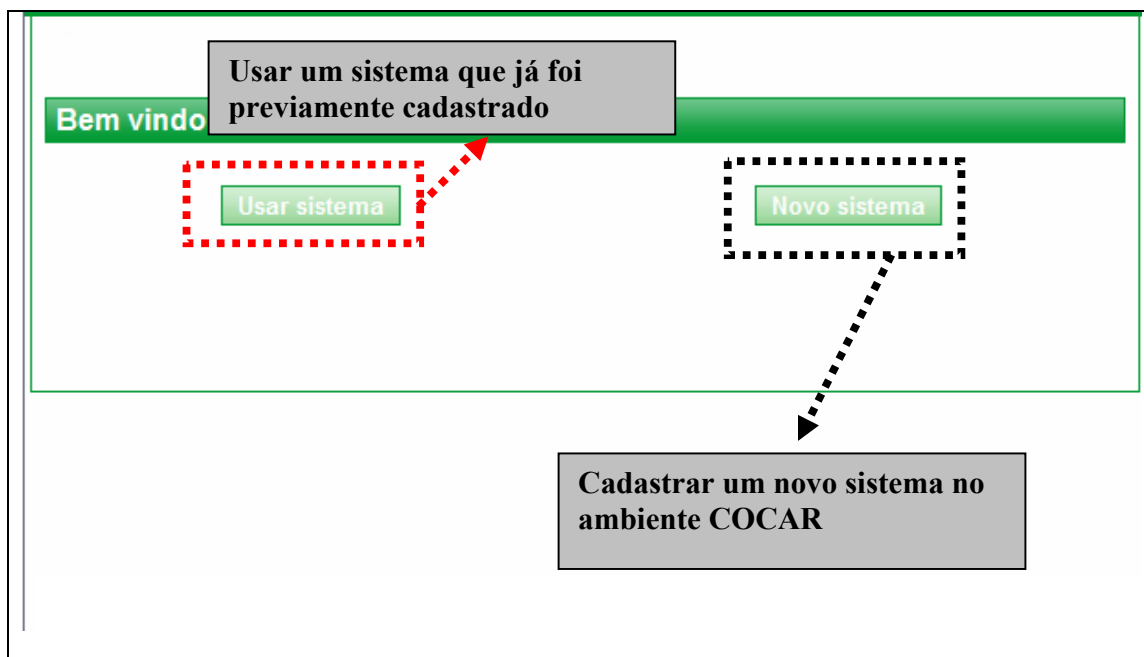 Usar um sistema que já foi
previamente cadastrado
Bem vindo
Usar sistema
Novo sistema
Cadastrar um novo sistema no
ambiente COCAR